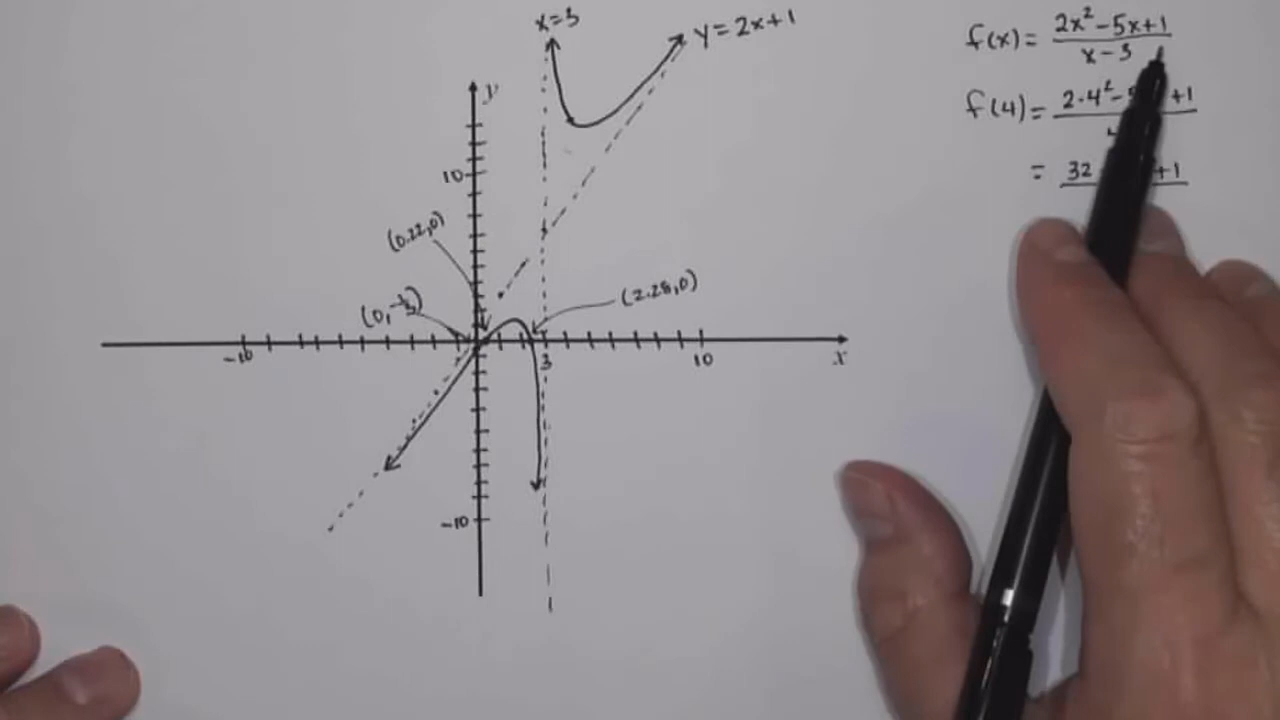 x=3
y=2x+1
y
10
(0.22,0)
(0,-1/3)
(2.28,0)
-10
3
10
x
-10
f(x)= 2x²-5x+1
x-3
f(4)= 2·4²- +1
= 32 +1